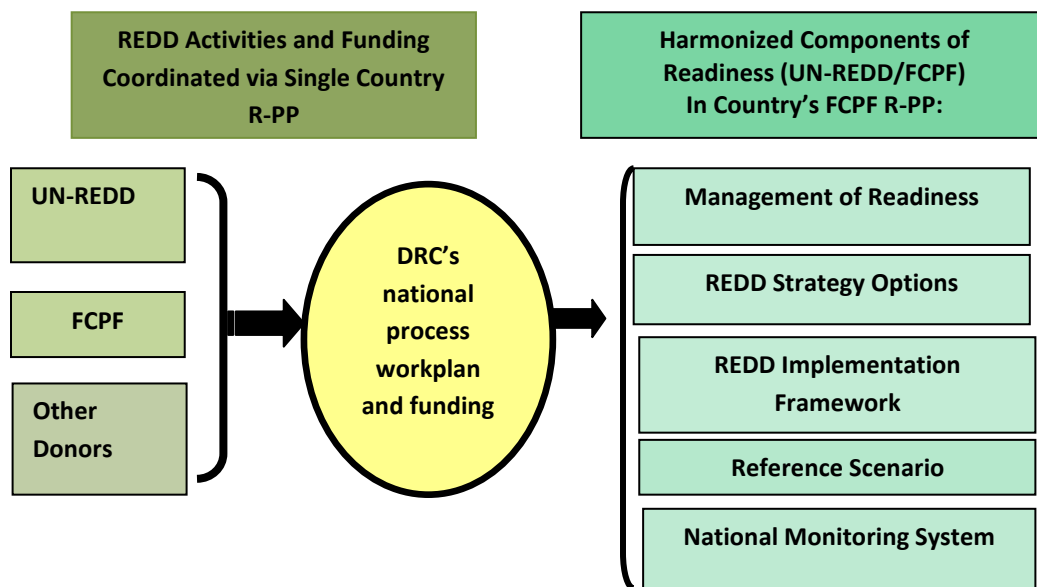 REDD Activities and Funding
Coordinated via Single Country
R-PP
Harmonized Components of
Readiness (UN-REDD/FCPF)
In Country’s FCPF R-PP:
UN-REDD
FCPF
Other
Donors
DRC’s
national
process
workplan
and funding
Management of Readiness
REDD Strategy Options
REDD Implementation
Framework
Reference Scenario
National Monitoring System